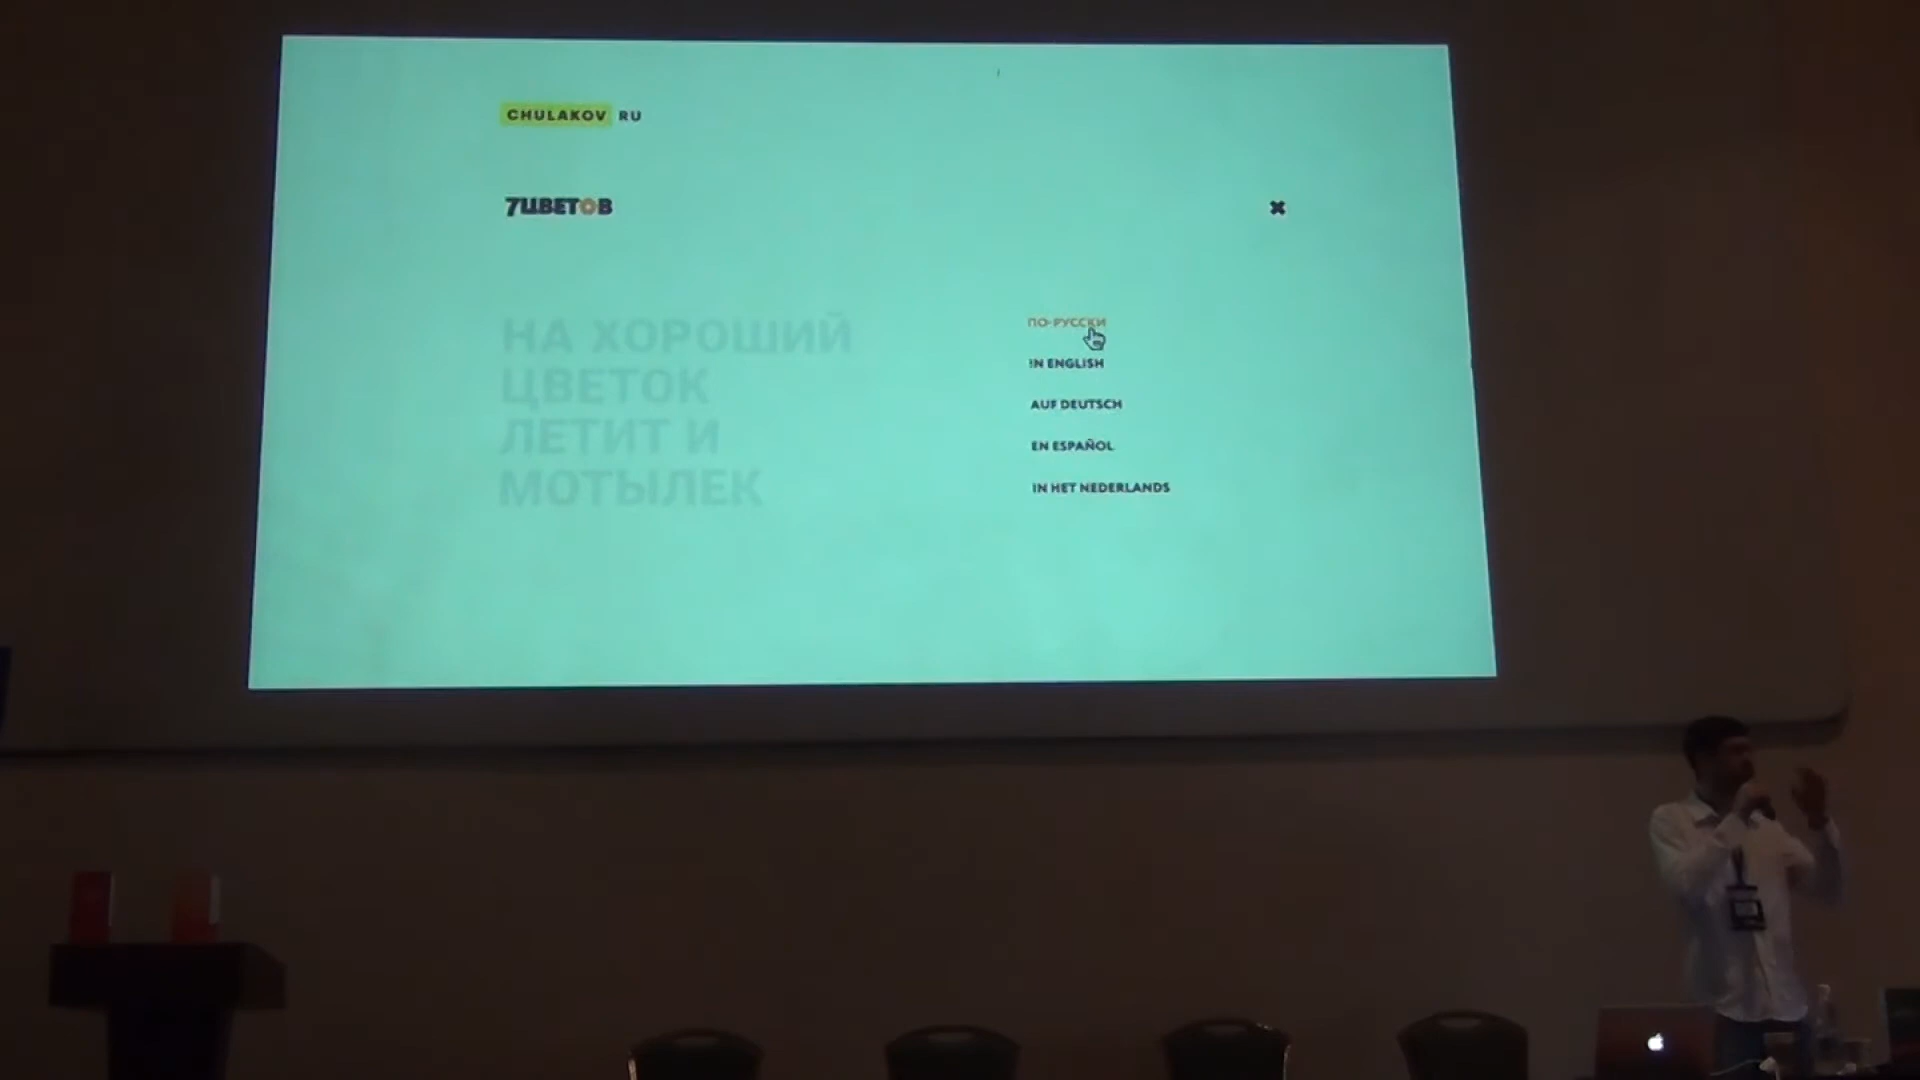 CHULAKOV RU
7ЦВЕТОВ
НА ХОРОШИЙ
ЦВЕТОК
ЛЕТИТ И
МОТЫЛЕК
ПО-РУССКИ
IN ENGLISH
AUF DEUTSCH
EN ESPAÑOL
IN HET NEDERLANDS